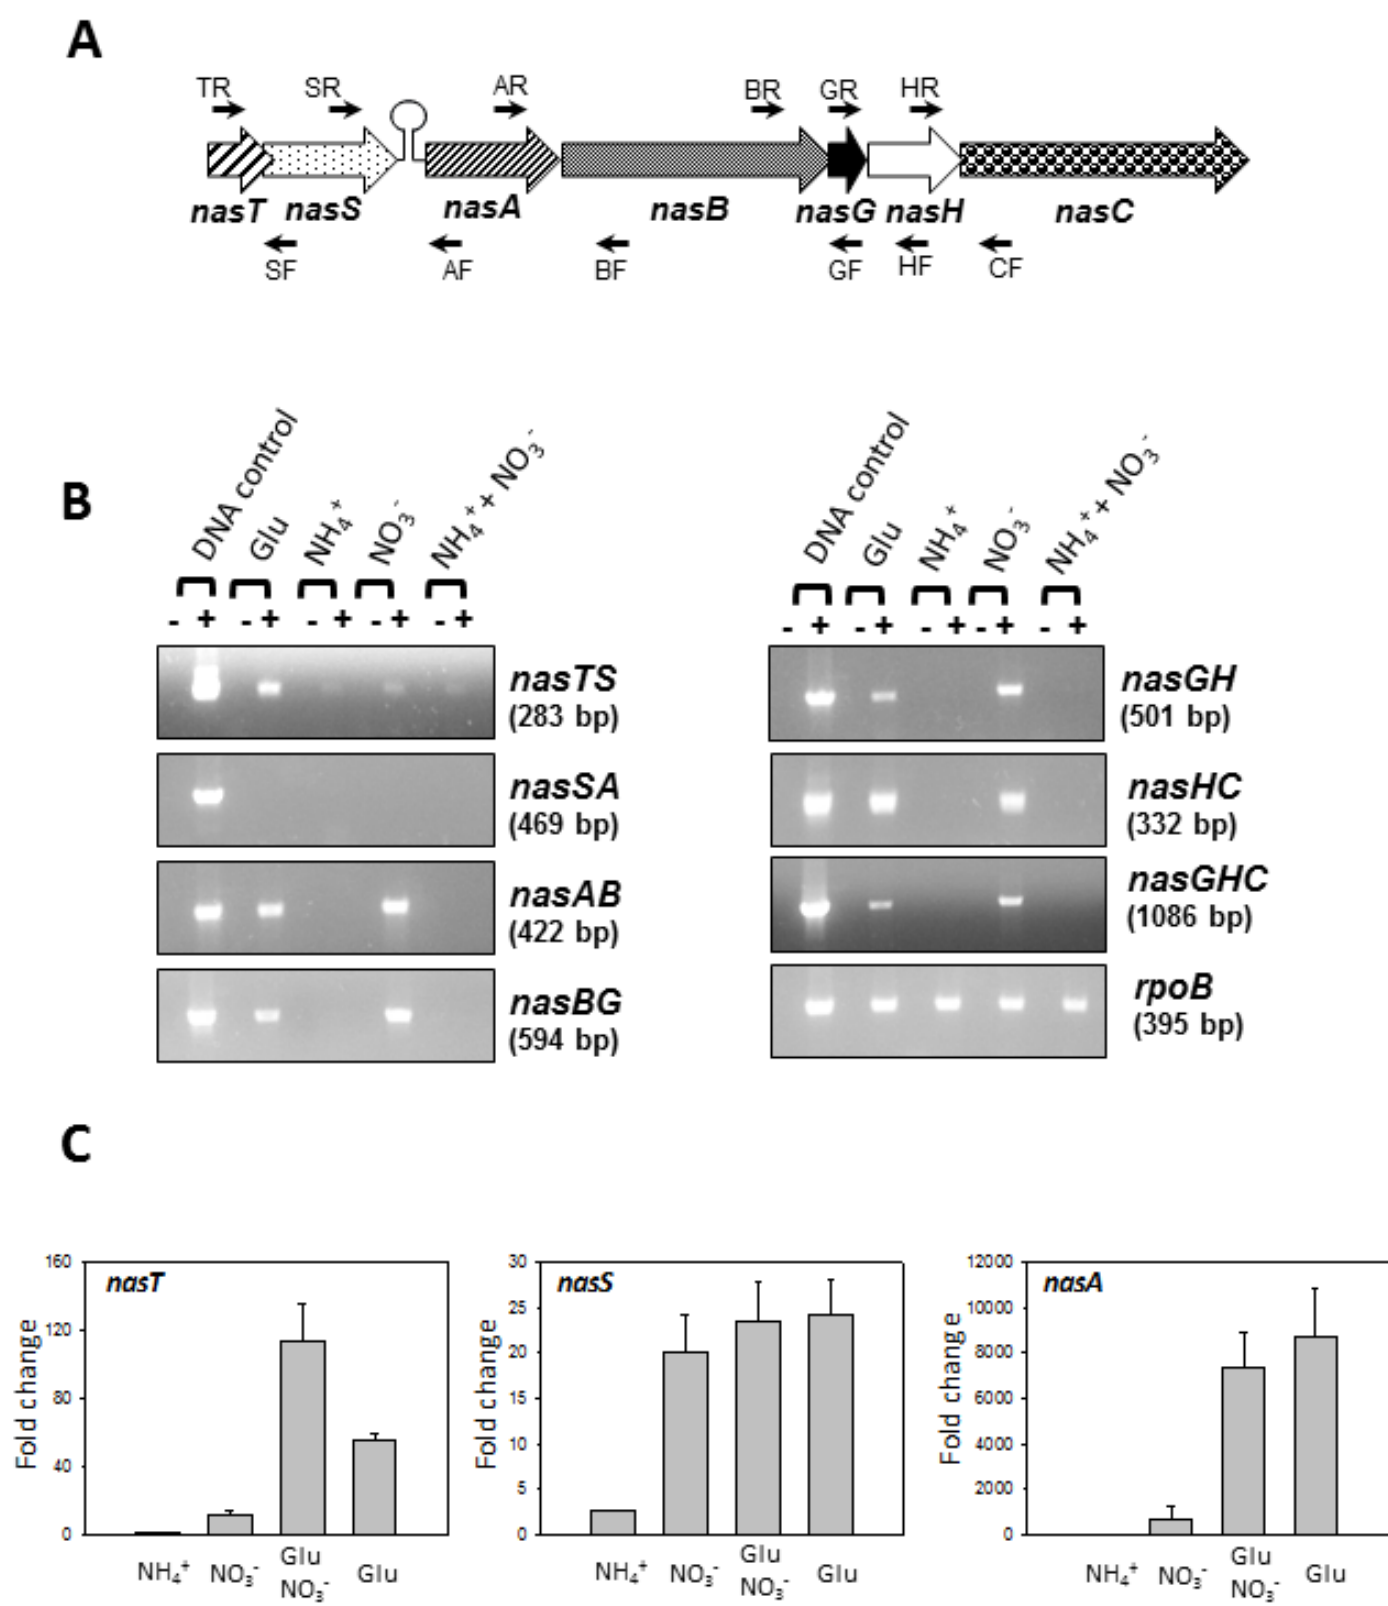 A
TR SR AR BR GR HR
nasT nasS nasA nasB nasG nasH nasC
SF AF BF GF HF CF
B
DNA control Glu NH₄⁺ NO₃⁻ NH₄⁺+ NO₃⁻
- + - + - + - + - +
nasTS
(283 bp)
nasSA
(469 bp)
nasAB
(422 bp)
nasBG
(594 bp)
DNA control Glu NH₄⁺ NO₃⁻ NH₄⁺+ NO₃⁻
- + - + - + - + - +
nasGH
(501 bp)
nasHC
(332 bp)
nasGHC
(1086 bp)
rpoB
(395 bp)
C
nasT
Fold change
160
120
80
40
0
NH₄⁺ NO₃⁻ Glu NO₃⁻ Glu
nasS
Fold change
30
25
20
15
10
5
0
NH₄⁺ NO₃⁻ Glu NO₃⁻ Glu
nasA
Fold change
12000
10000
8000
6000
4000
2000
0
NH₄⁺ NO₃⁻ Glu NO₃⁻ Glu